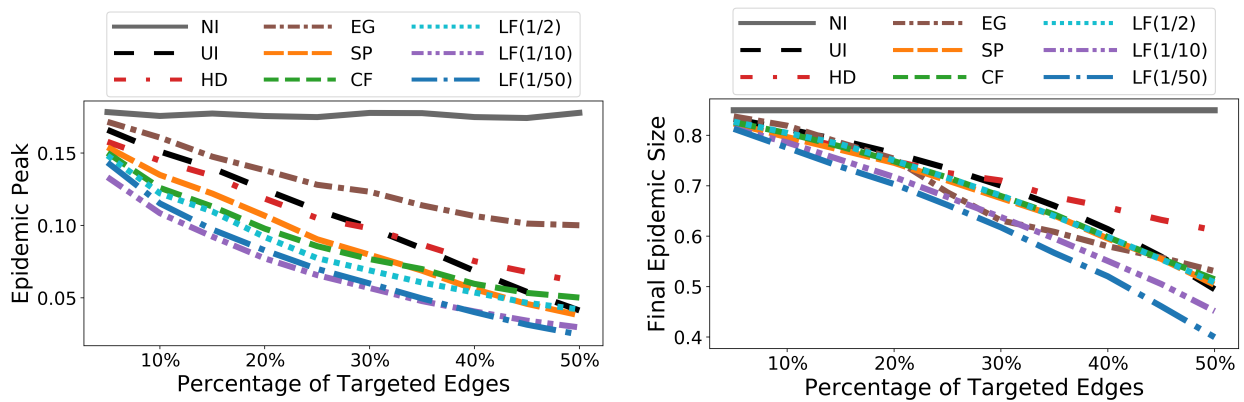 NI EG LF(1/2)
UI SP LF(1/10)
HD CF LF(1/50)
Epidemic Peak
0.15
0.10
0.05
10% 20% 30% 40% 50%
Percentage of Targeted Edges
NI EG LF(1/2)
UI SP LF(1/10)
HD CF LF(1/50)
Final Epidemic Size
0.8
0.7
0.6
0.5
0.4
10% 20% 30% 40% 50%
Percentage of Targeted Edges